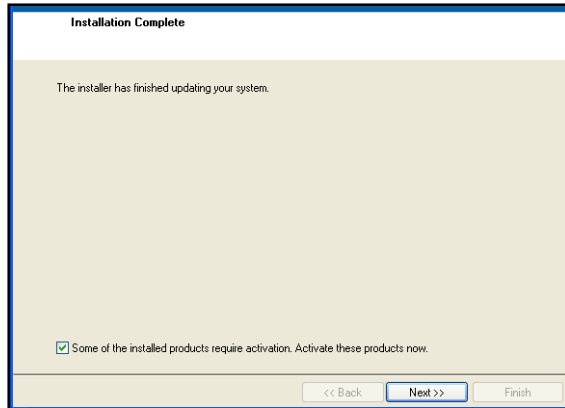 Installation Complete
The installer has finished updating your system.
Some of the installed products require activation. Activate these products now.
<< Back Next >> Finish